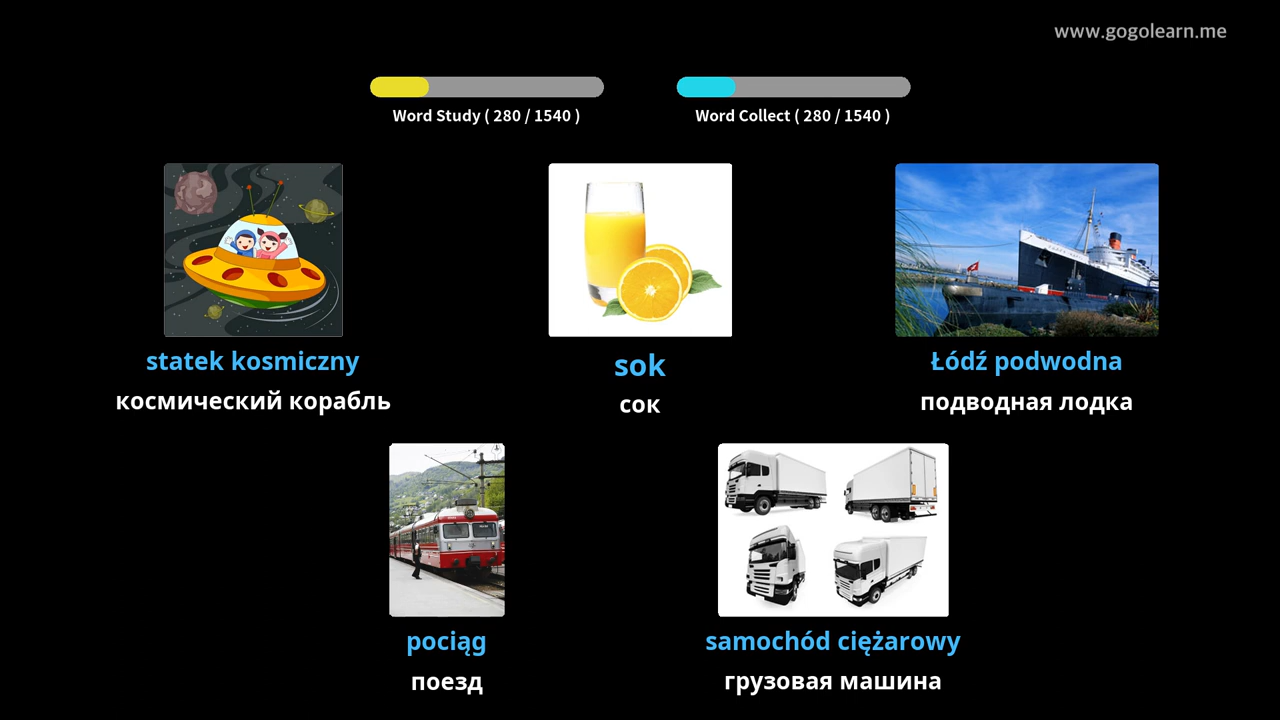 www.gogolearn.me
Word Study ( 280 / 1540 )
Word Collect ( 280 / 1540 )
statek kosmiczny
космический корабль
sok
сок
Łódź podwodna
подводная лодка
pociąg
поезд
samochód ciężarowy
грузовая машина